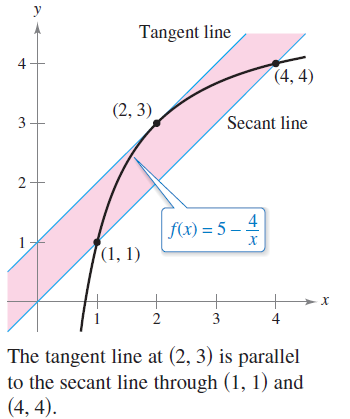 y
Tangent line
4
(4, 4)
(2, 3)
3
Secant line
2
f(x) = 5 − 4/x
1
(1, 1)
x
1 2 3 4
The tangent line at (2, 3) is parallel
to the secant line through (1, 1) and
(4, 4).